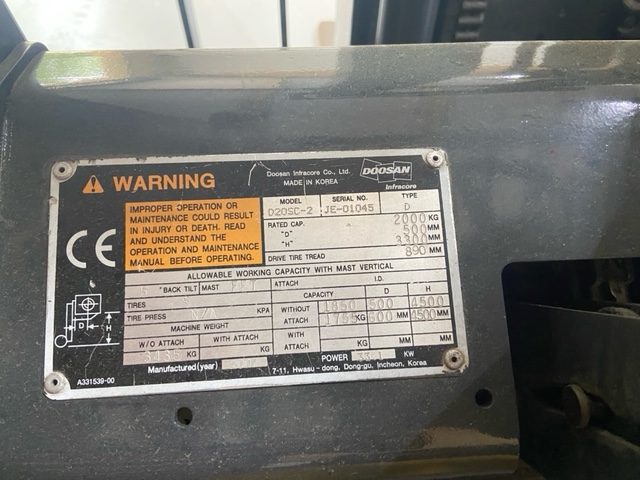 WARNING
Doosan Infracore Co., Ltd.
MADE IN KOREA
DOOSAN
Infracore
IMPROPER OPERATION OR
MAINTENANCE COULD RESULT
IN INJURY OR DEATH. READ
AND UNDERSTAND THE
OPERATION AND MAINTENANCE
MANUAL BEFORE OPERATING.
MODEL SERIAL NO. TYPE
D20SC-2 JE-01045 D
RATED CAP. 2000 KG
"D" 500 MM
"H" 3300 MM
DRIVE TIRE TREAD 890 MM
CE
ALLOWABLE WORKING CAPACITY WITH MAST VERTICAL
BACK TILT MAST ATTACH I.D.
TIRES CAPACITY D H
TIRE PRESS N/A KPA
WITHOUT ATTACH 1850 500 4500
KG 600 MM 4500 MM
MACHINE WEIGHT
W/O ATTACH WITH ATTACH WITH ATTACH
KG KG KG MM MM
POWER KW
Manufactured (year)
7-11, Hwasu-dong, Dong-gu, Incheon, Korea
D
H
A331539-00